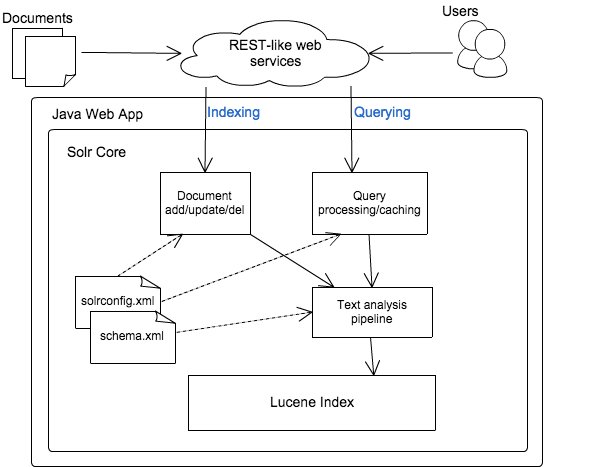 Documents
Users
REST-like web
services
Java Web App
Indexing
Querying
Solr Core
Document
add/update/del
Query
processing/caching
solrconfig.xml
schema.xml
Text analysis
pipeline
Lucene Index